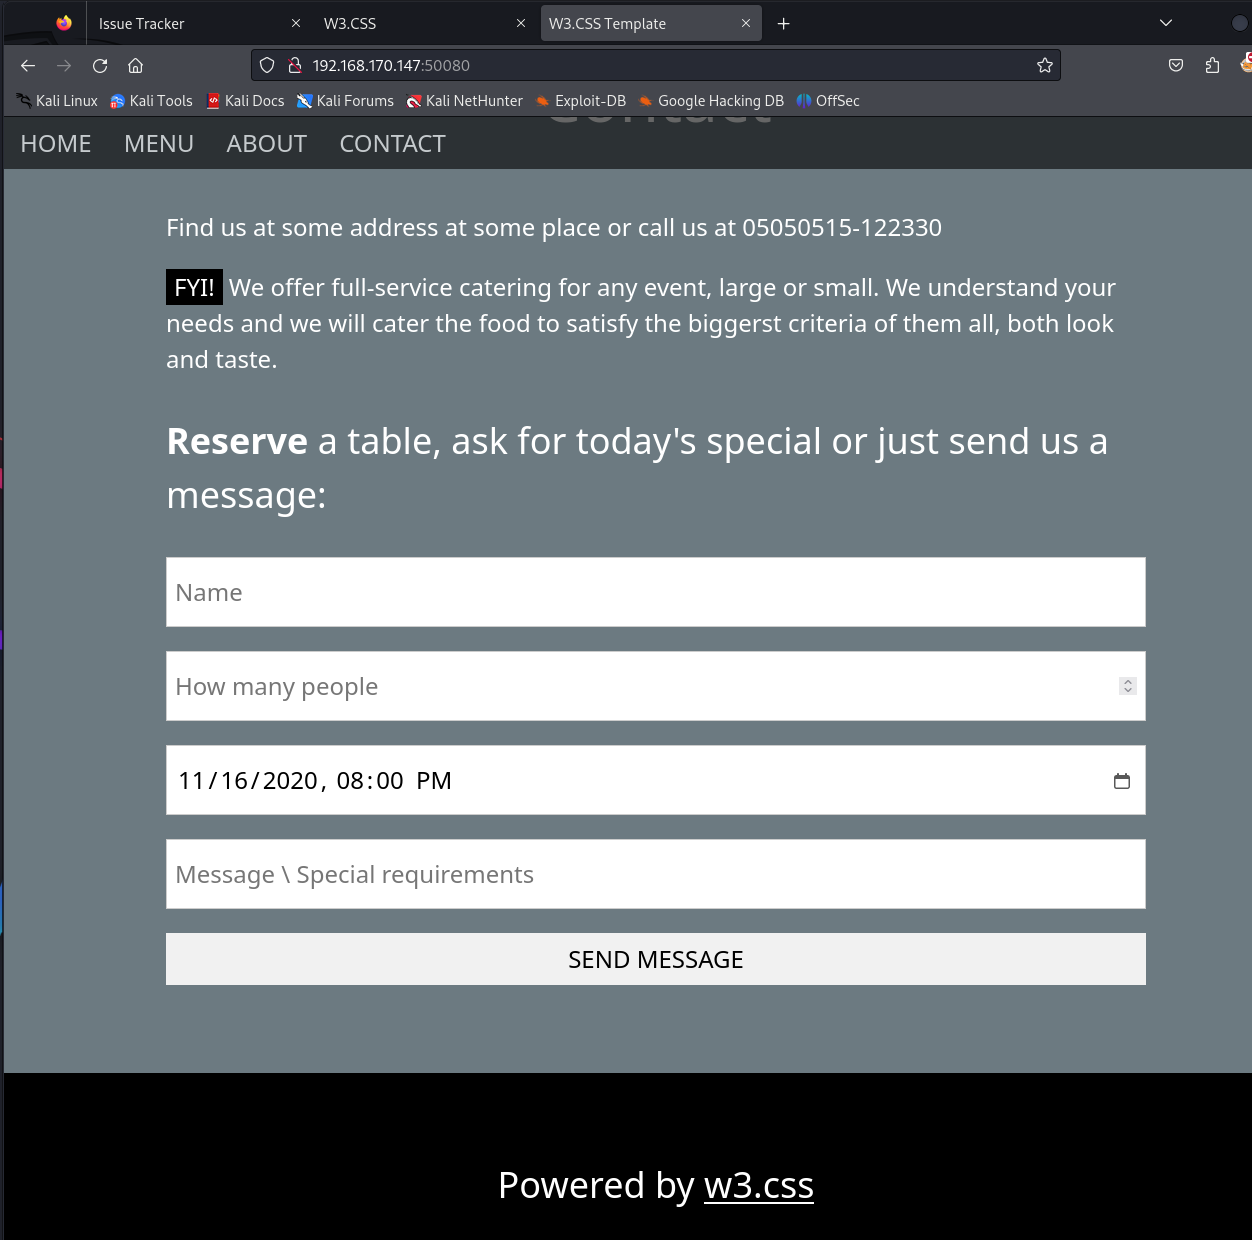 Issue Tracker
W3.CSS
W3.CSS Template
192.168.170.147:50080
Kali Linux
Kali Tools
Kali Docs
Kali Forums
Kali NetHunter
Exploit-DB
Google Hacking DB
OffSec
Contact
HOME
MENU
ABOUT
CONTACT
Find us at some address at some place or call us at 05050515-122330
FYI! We offer full-service catering for any event, large or small. We understand your
needs and we will cater the food to satisfy the biggerst criteria of them all, both look
and taste.
Reserve a table, ask for today's special or just send us a
message:
Name
How many people
11/16/2020, 08:00 PM
Message \ Special requirements
SEND MESSAGE
Powered by w3.css